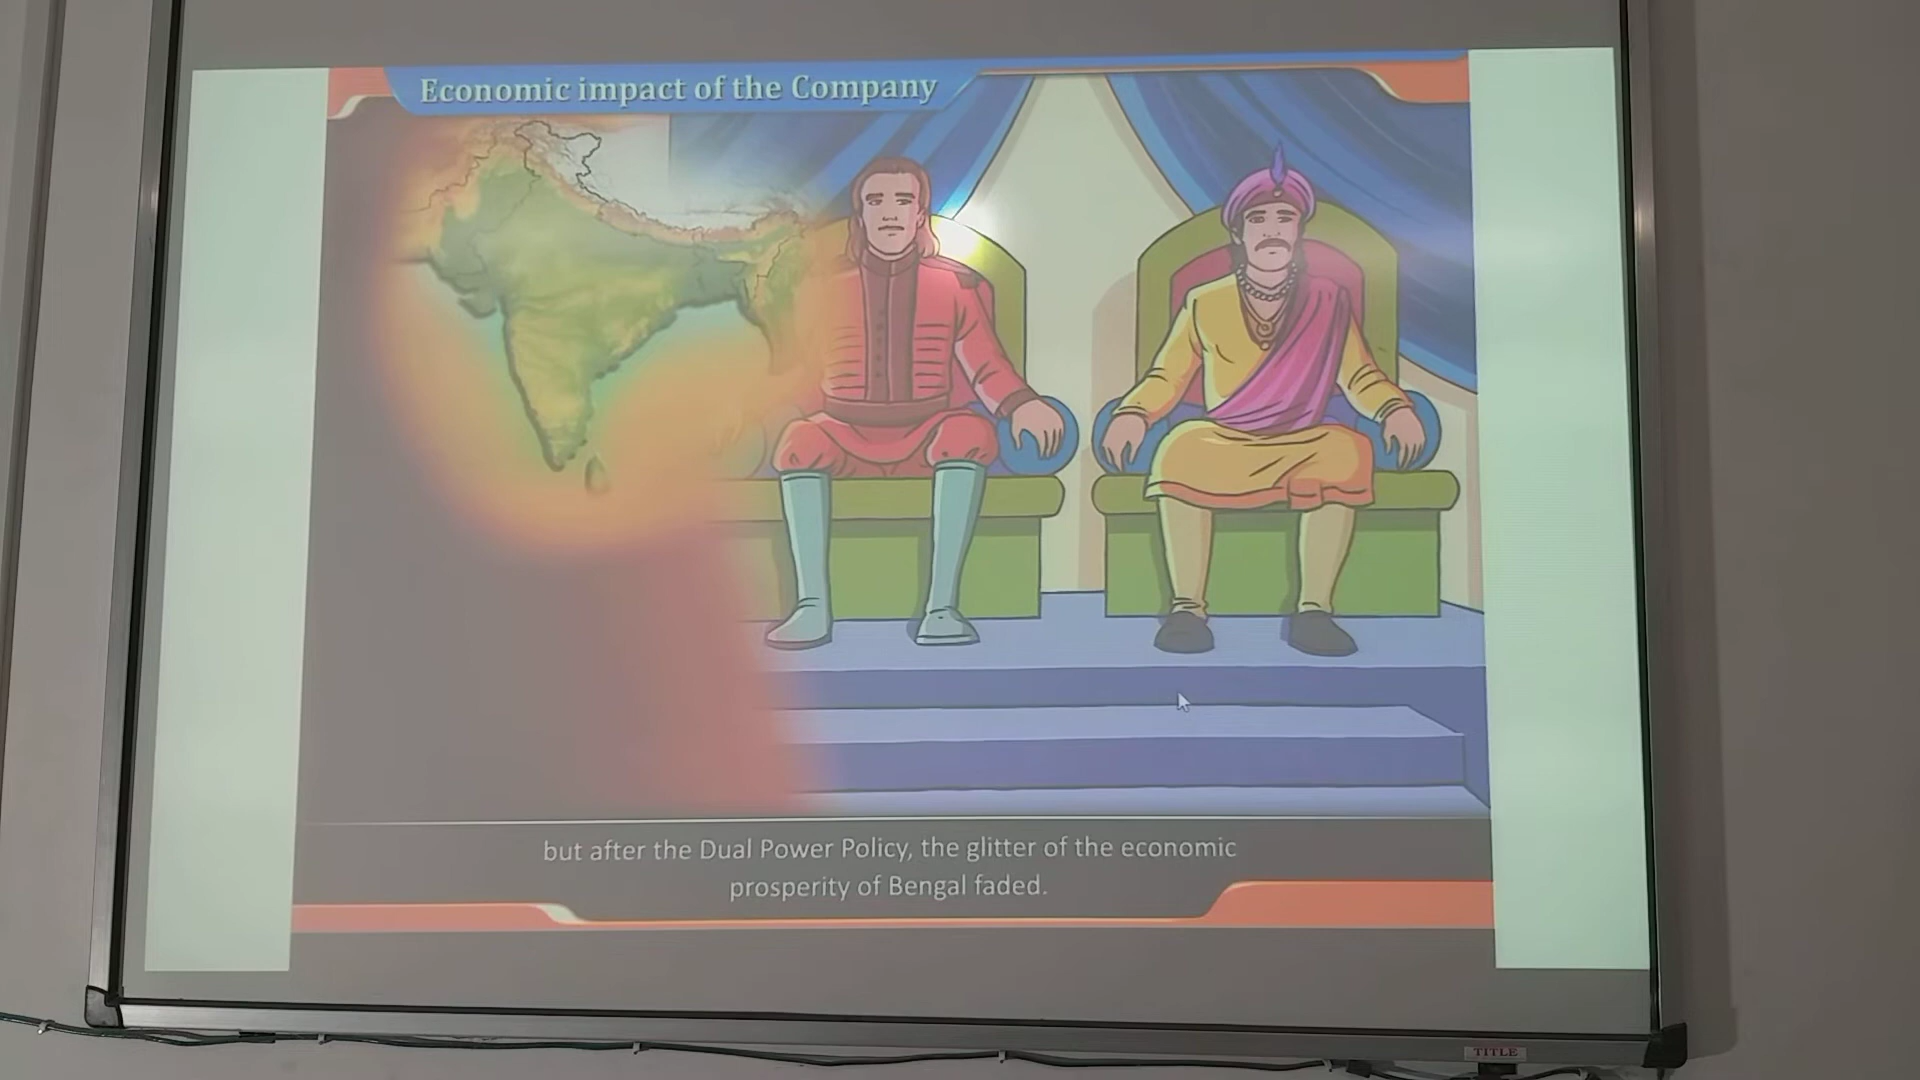 Economic impact of the Company
but after the Dual Power Policy, the glitter of the economic
prosperity of Bengal faded.
TITLE